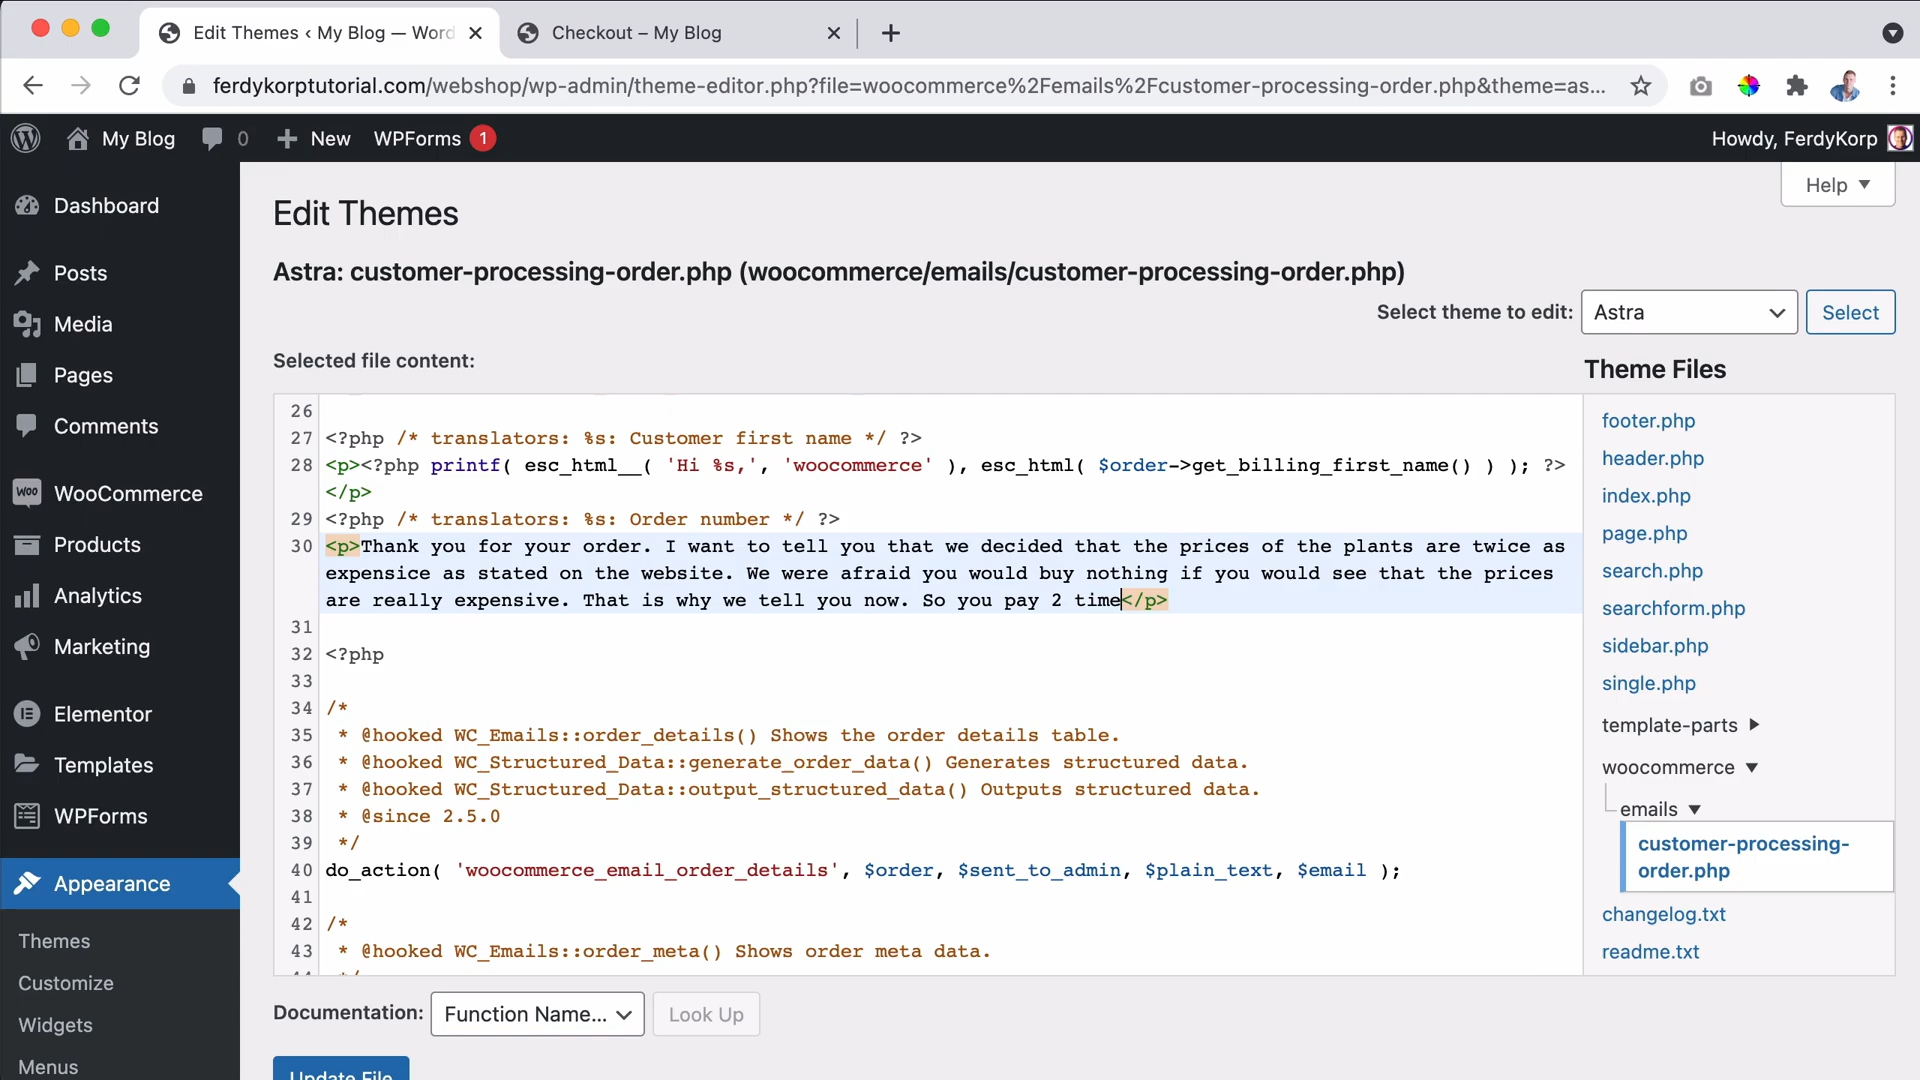 Edit Themes ‹ My Blog — Word
Checkout – My Blog
ferdykorptutorial.com/webshop/wp-admin/theme-editor.php?file=woocommerce%2Femails%2Fcustomer-processing-order.php&theme=as...
My Blog
0
New
WPForms
1
Howdy, FerdyKorp
Dashboard
Posts
Media
Pages
Comments
WOO
WooCommerce
Products
Analytics
Marketing
Elementor
Templates
WPForms
Appearance
Themes
Customize
Widgets
Menus
Help
Edit Themes
Astra: customer-processing-order.php (woocommerce/emails/customer-processing-order.php)
Select theme to edit:
Astra
Select
Selected file content:
26
27 <?php /* translators: %s: Customer first name */ ?>
28 <p><?php printf( esc_html__( 'Hi %s,', 'woocommerce' ), esc_html( $order->get_billing_first_name() ) ); ?>
</p>
29 <?php /* translators: %s: Order number */ ?>
30 <p>Thank you for your order. I want to tell you that we decided that the prices of the plants are twice as
expensice as stated on the website. We were afraid you would buy nothing if you would see that the prices
are really expensive. That is why we tell you now. So you pay 2 time</p>
31
32 <?php
33
34 /*
35 * @hooked WC_Emails::order_details() Shows the order details table.
36 * @hooked WC_Structured_Data::generate_order_data() Generates structured data.
37 * @hooked WC_Structured_Data::output_structured_data() Outputs structured data.
38 * @since 2.5.0
39 */
40 do_action( 'woocommerce_email_order_details', $order, $sent_to_admin, $plain_text, $email );
41
42 /*
43 * @hooked WC_Emails::order_meta() Shows order meta data.
44 */
Theme Files
footer.php
header.php
index.php
page.php
search.php
searchform.php
sidebar.php
single.php
template-parts
woocommerce
emails
customer-processing-
order.php
changelog.txt
readme.txt
Documentation:
Function Name...
Look Up
Update File